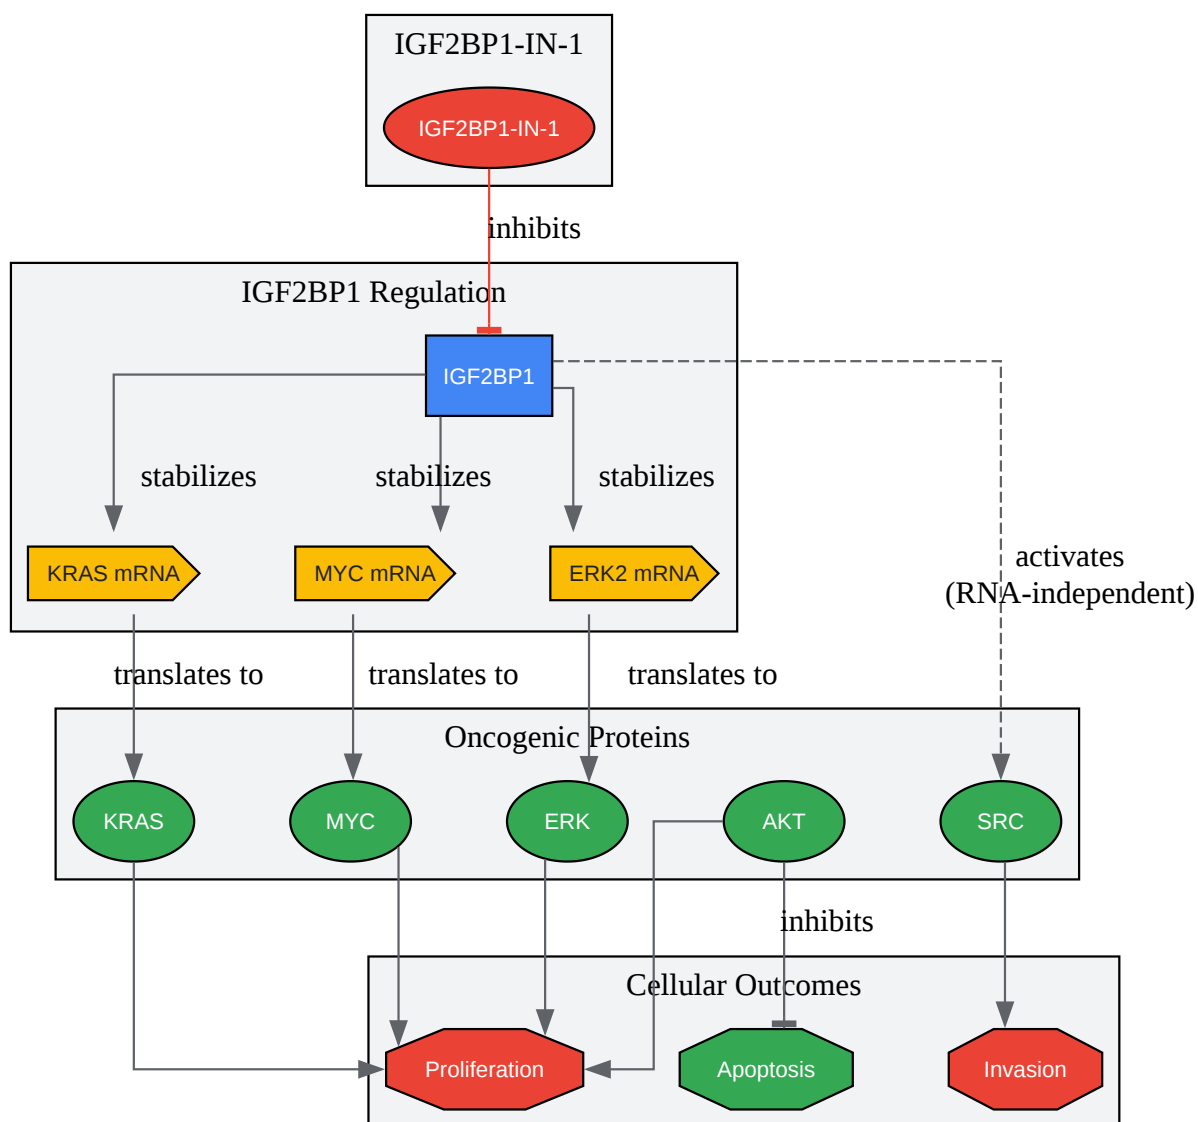 IGF2BP1-IN-1
IGF2BP1-IN-1
inhibits
IGF2BP1 Regulation
IGF2BP1
stabilizes
stabilizes
stabilizes
activates
(RNA-independent)
KRAS mRNA
MYC mRNA
ERK2 mRNA
translates to
translates to
translates to
Oncogenic Proteins
KRAS
MYC
ERK
AKT
SRC
inhibits
Cellular Outcomes
Proliferation
Apoptosis
Invasion